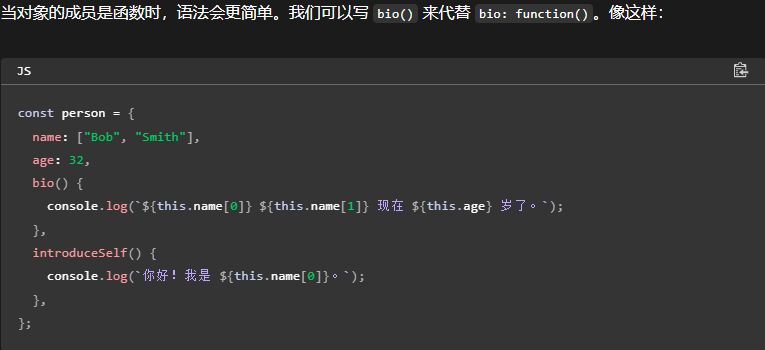 当对象的成员是函数时，语法会更简单。我们可以写 bio() 来代替 bio: function()。像这样：
JS
const person = {
  name: ["Bob", "Smith"],
  age: 32,
  bio() {
    console.log(`${this.name[0]} ${this.name[1]} 现在 ${this.age} 岁了。`);
  },
  introduceSelf() {
    console.log(`你好！我是 ${this.name[0]}。`);
  },
};